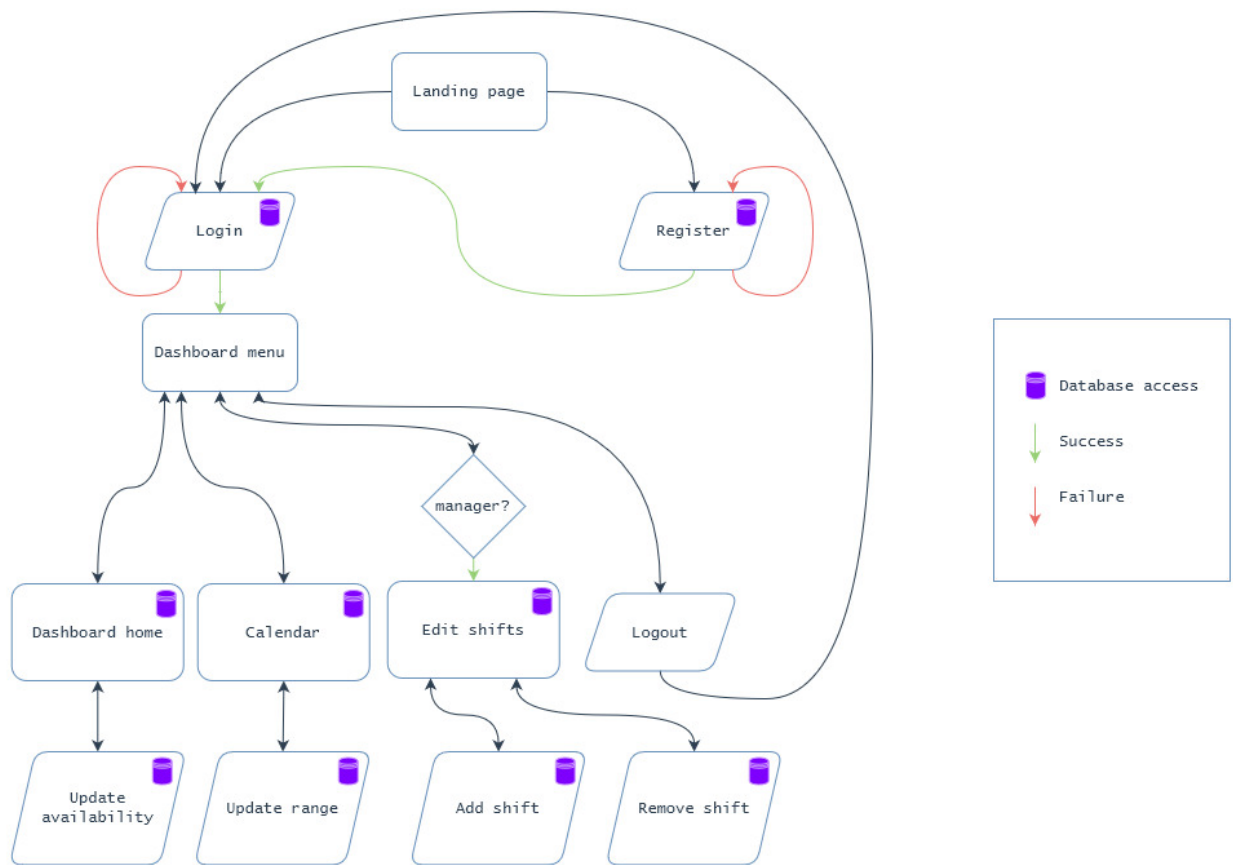 Landing page
Login
Register
Dashboard menu
Database access
Success
Failure
manager?
Dashboard home
Calendar
Edit shifts
Logout
Update
availability
Update range
Add shift
Remove shift